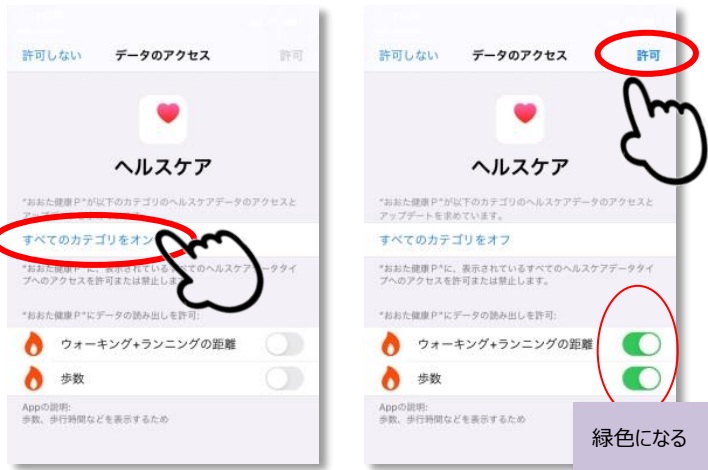 許可しない データのアクセス 許可
ヘルスケア
"おおた健康P"が以下のカテゴリのヘルスケアデータのアクセスと
すべてのカテゴリをオン
"おおた健康P"に、表示されているすべてのヘルスケアデータタイ
プへのアクセスを許可または禁止しま
"おおた健康P"にデータの読み出しを許可:
ウォーキング+ランニングの距離
歩数
Appの説明:
歩数、歩行時間などを表示するため
許可しない データのアクセス 許可
ヘルスケア
"おおた健康P"が以下のカテゴリのヘルスケアデータのアクセスと
アップデートを求めています。
すべてのカテゴリをオフ
"おおた健康P"に、表示されているすべてのヘルスケアデータタイ
プへのアクセスを許可または禁止します。
"おおた健康P"にデータの読み出しを許可:
ウォーキング+ランニングの距離
歩数
Appの説明:
歩数、歩行時間などを表示するため
緑色になる